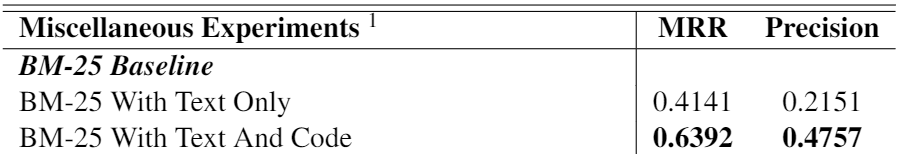 Miscellaneous Experiments 1 MRR Precision
BM-25 Baseline
BM-25 With Text Only 0.4141 0.2151
BM-25 With Text And Code 0.6392 0.4757